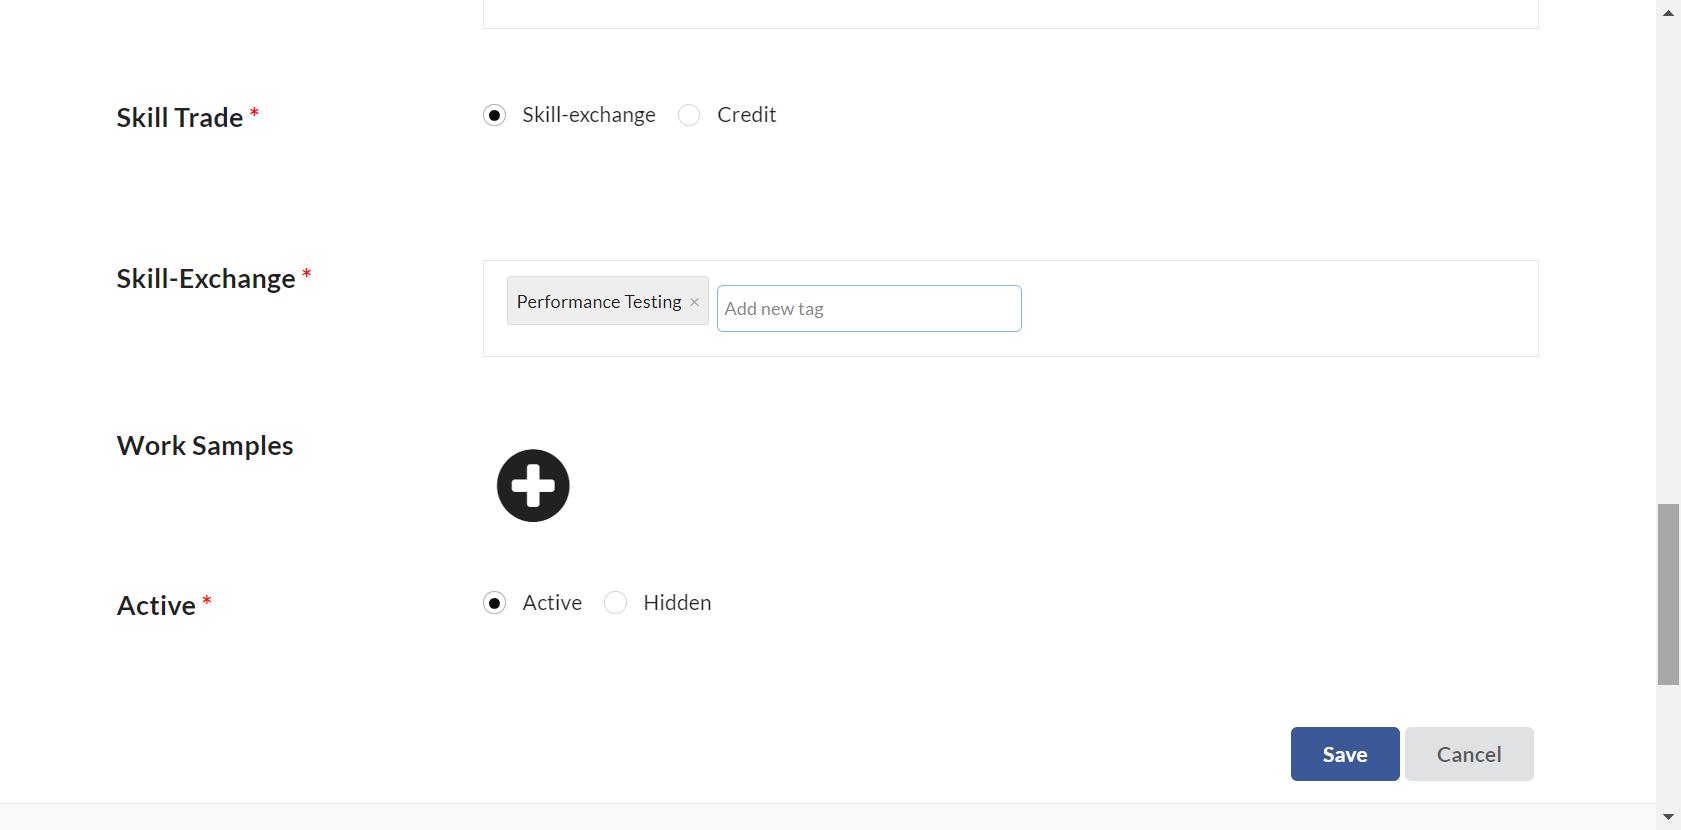 Skill Trade *
Skill-exchange Credit
Skill-Exchange *
Performance Testing × Add new tag
Work Samples
Active *
Active Hidden
Save Cancel